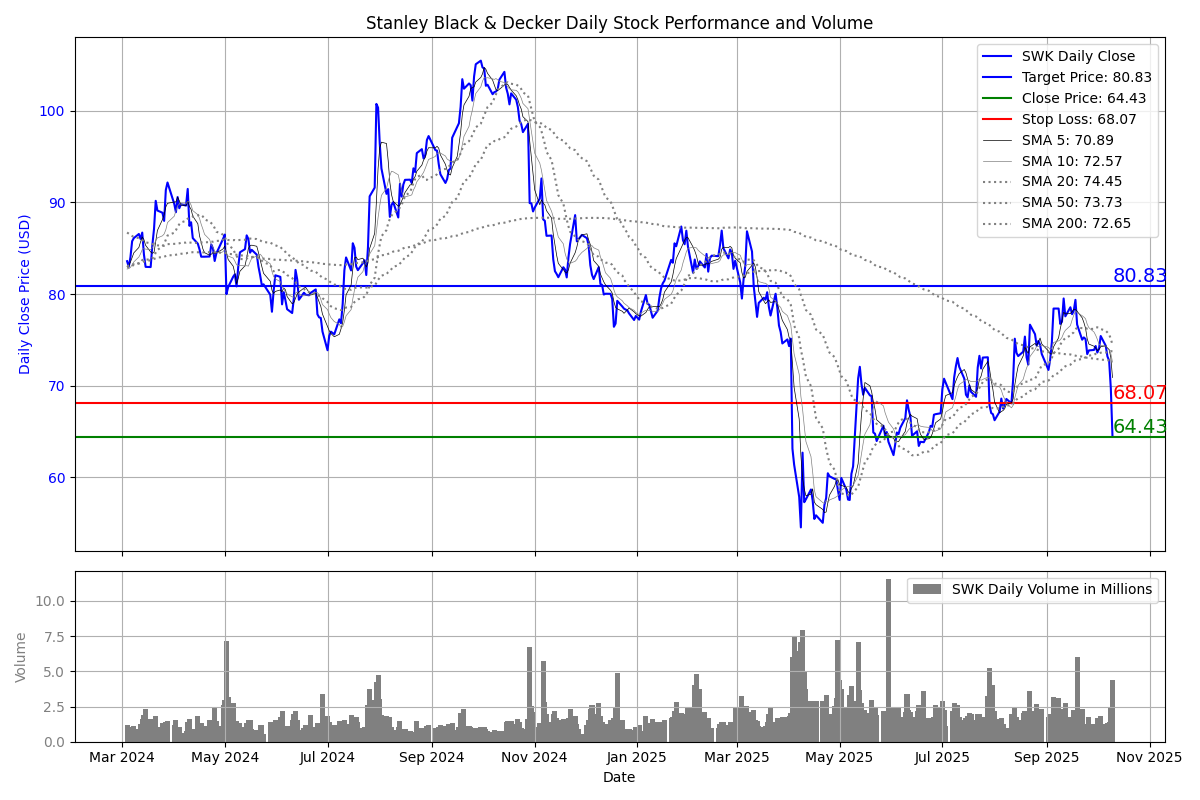 Stanley Black & Decker Daily Stock Performance and Volume
Daily Close Price (USD)
100
90
80
70
60
SWK Daily Close
Target Price: 80.83
Close Price: 64.43
Stop Loss: 68.07
SMA 5: 70.89
SMA 10: 72.57
SMA 20: 74.45
SMA 50: 73.73
SMA 200: 72.65
80.83
68.07
64.43
Volume
10.0
7.5
5.0
2.5
0.0
SWK Daily Volume in Millions
Mar 2024
May 2024
Jul 2024
Sep 2024
Nov 2024
Jan 2025
Mar 2025
May 2025
Jul 2025
Sep 2025
Nov 2025
Date